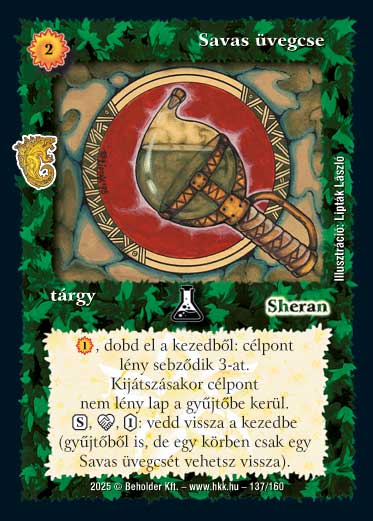 2
Savas üvegcse
Illusztráció: Lipták László
tárgy
Sheran
1, dobd el a kezedből: célpont
lény sebződik 3-at.
Kijátszásakor célpont
nem lény lap a gyűjtőbe kerül.
S, , 1: vedd vissza a kezedbe
(gyűjtőből is, de egy körben csak egy
Savas üvegcsét vehetsz vissza).
2025 © Beholder Kft. – www.hkk.hu – 137/160